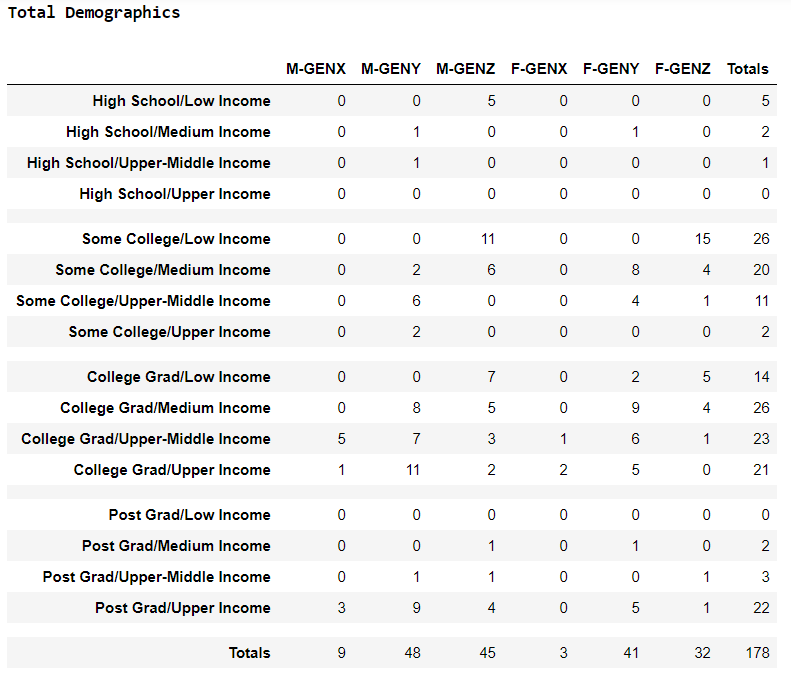 Total Demographics
M-GENX M-GENY M-GENZ F-GENX F-GENY F-GENZ Totals
High School/Low Income 0 0 5 0 0 0 5
High School/Medium Income 0 1 0 0 1 0 2
High School/Upper-Middle Income 0 1 0 0 0 0 1
High School/Upper Income 0 0 0 0 0 0 0
Some College/Low Income 0 0 11 0 0 15 26
Some College/Medium Income 0 2 6 0 8 4 20
Some College/Upper-Middle Income 0 6 0 0 4 1 11
Some College/Upper Income 0 2 0 0 0 0 2
College Grad/Low Income 0 0 7 0 2 5 14
College Grad/Medium Income 0 8 5 0 9 4 26
College Grad/Upper-Middle Income 5 7 3 1 6 1 23
College Grad/Upper Income 1 11 2 2 5 0 21
Post Grad/Low Income 0 0 0 0 0 0 0
Post Grad/Medium Income 0 0 1 0 1 0 2
Post Grad/Upper-Middle Income 0 1 1 0 0 1 3
Post Grad/Upper Income 3 9 4 0 5 1 22
Totals 9 48 45 3 41 32 178